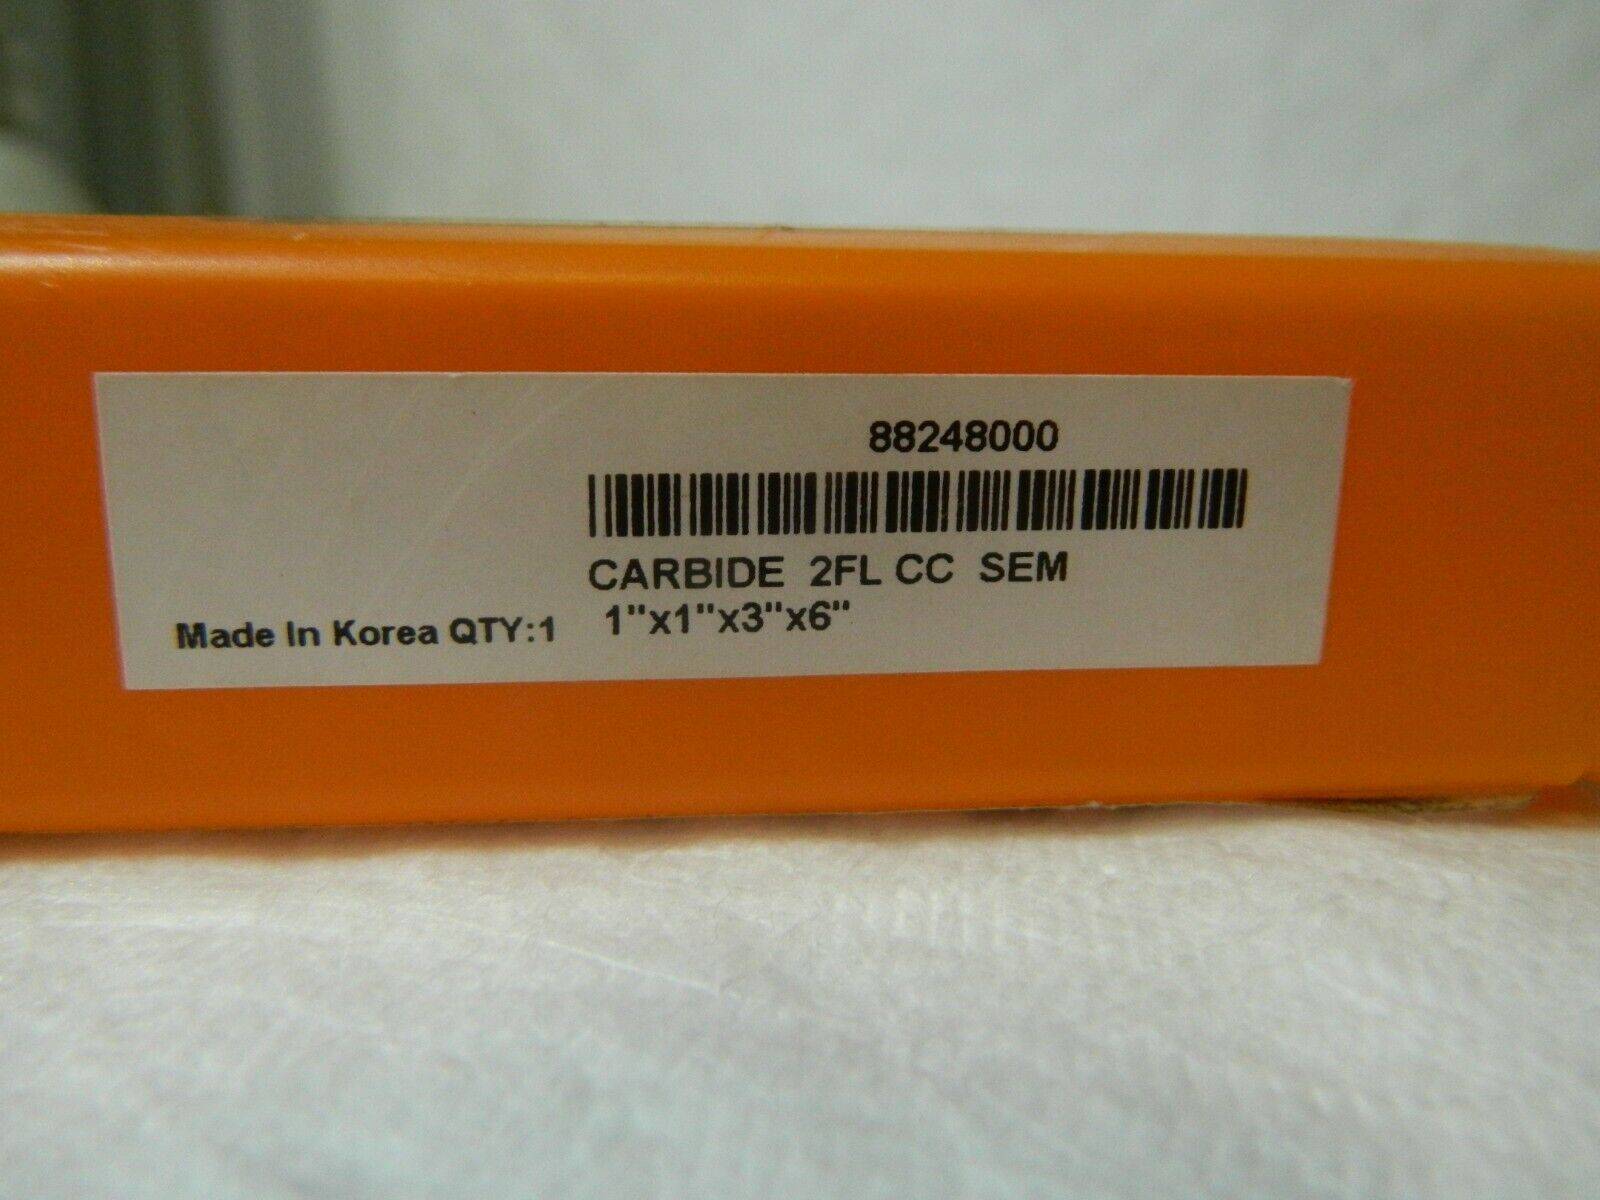 88248000
CARBIDE 2FL CC SEM
1"x1"x3"x6"
Made In Korea QTY:1